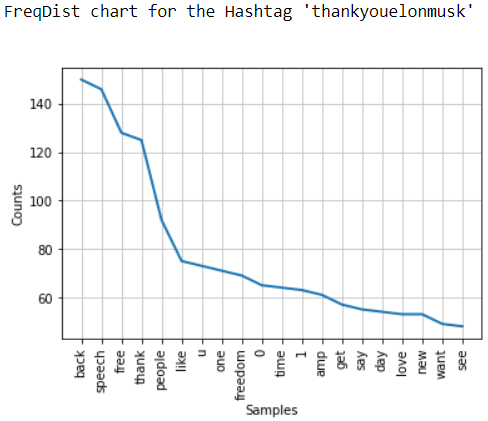 FreqDist chart for the Hashtag 'thankyouelonmusk'
140
120
100
80
60
Counts
back
speech
free
thank
people
like
u
one
freedom
0
time
1
amp
get
say
day
love
new
want
see
Samples